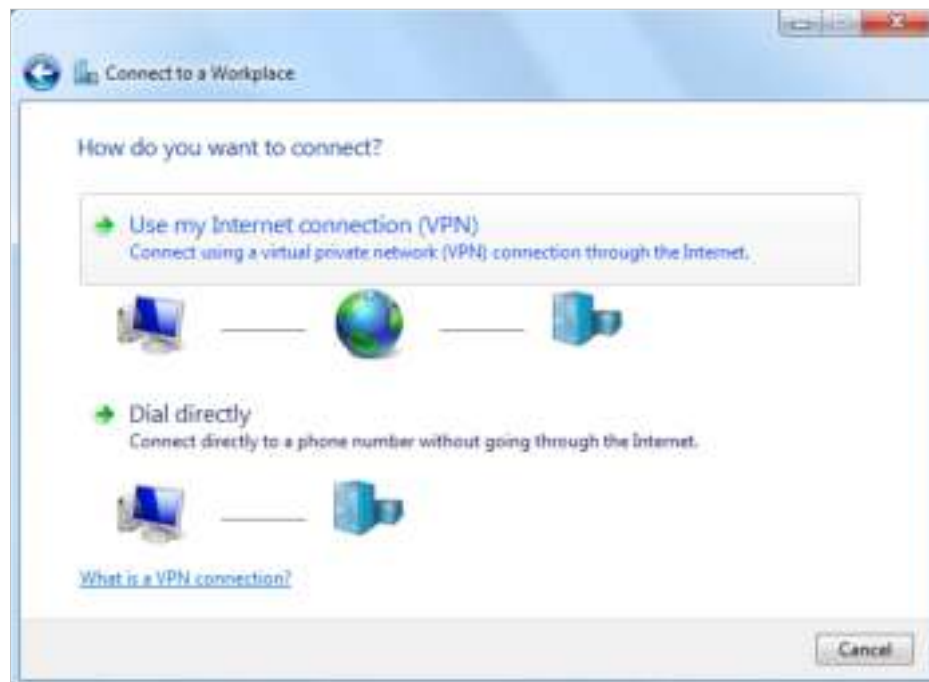 Connect to a Workplace
How do you want to connect?
Use my Internet connection (VPN)
Connect using a virtual private network (VPN) connection through the Internet.
Dial directly
Connect directly to a phone number without going through the Internet.
What is a VPN connection?
Cancel